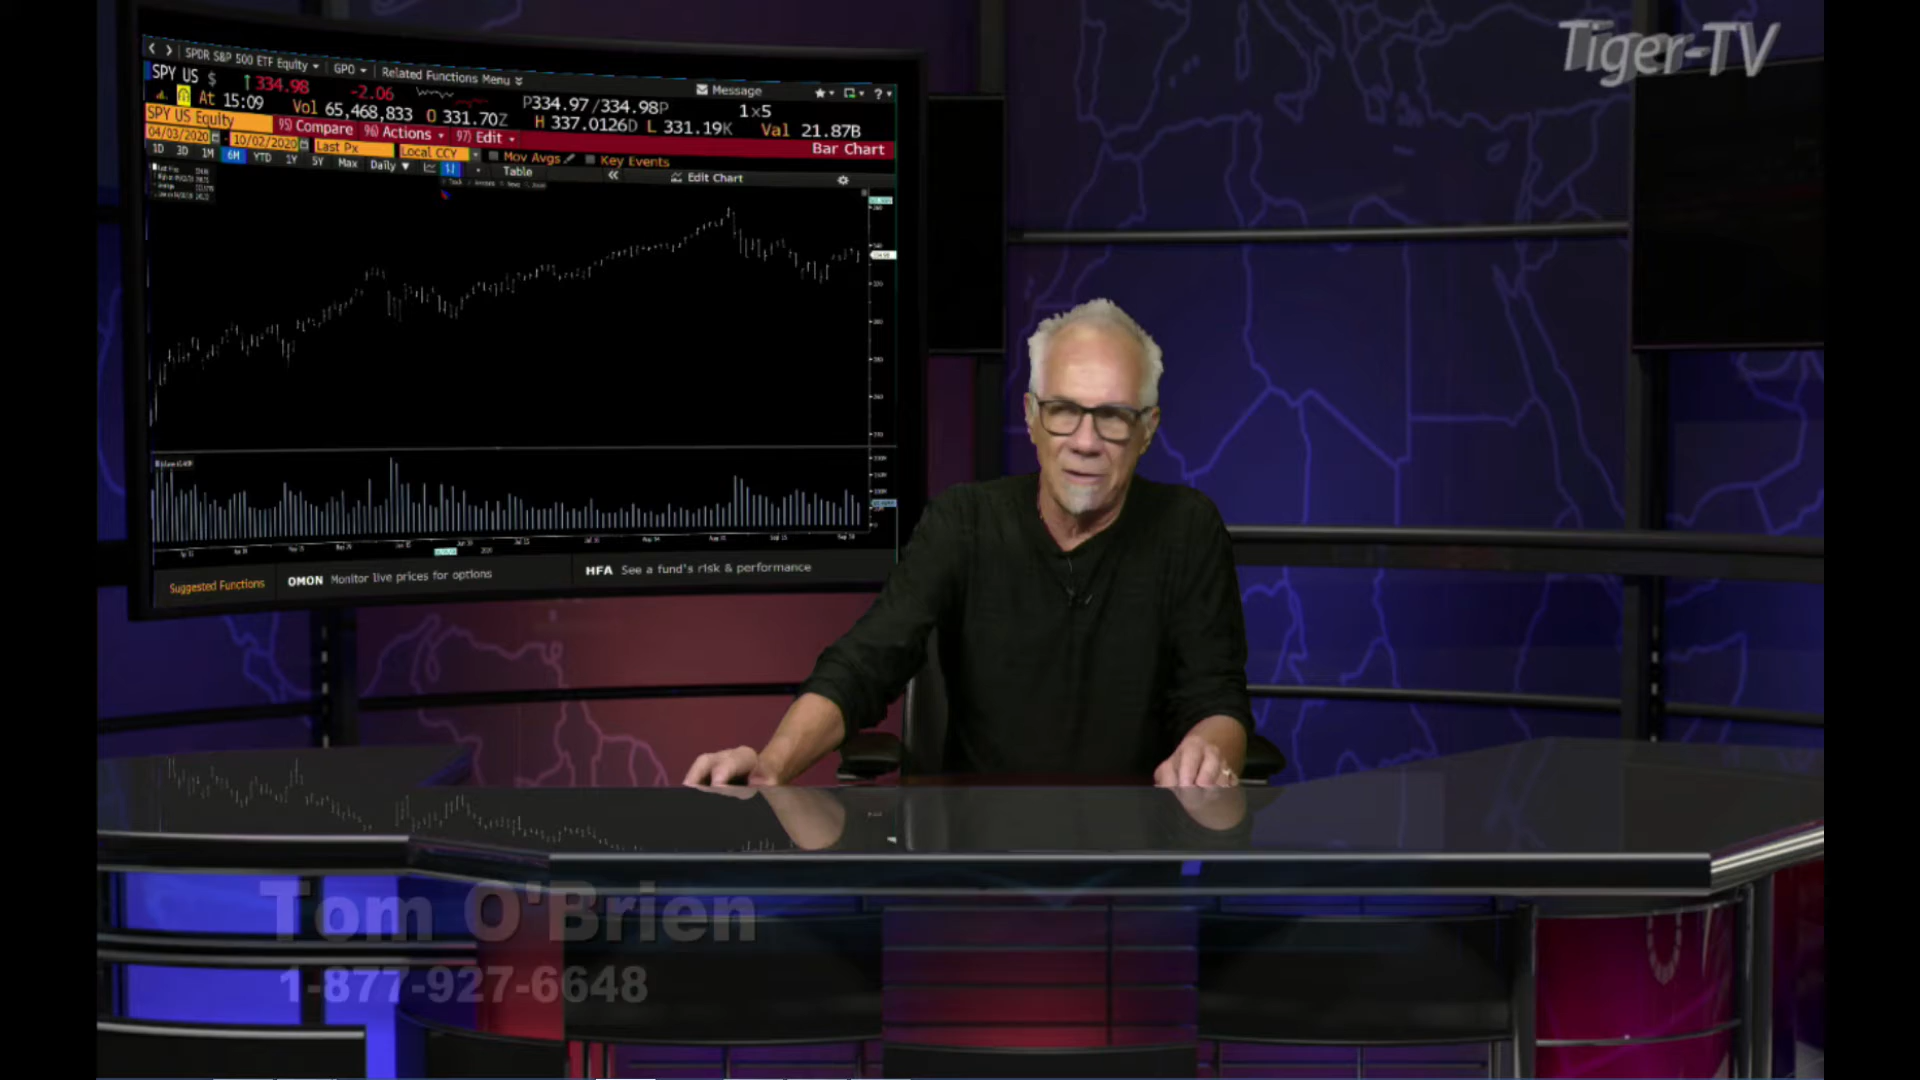 Tiger-TV
SPDR S&P 500 ETF Equity GPO Related Functions Menu
SPY US $ 334.98 -2.06 P334.97/334.98P 1x5
Message
At 15:09 Vol 65,468,833 O 331.70Z H 337.0126D L 331.19K Val 21.87B
SPY US Equity 95) Compare 96) Actions 97) Edit Bar Chart
04/03/2020 - 10/02/2020 Last Px Local CCY Mov Avgs Key Events
1D 3D 1M 6M YTD 1Y 5Y Max Daily Table « Edit Chart
Suggested Functions OMON Monitor live prices for options HFA See a fund's risk & performance
Tom O'Brien
1-877-927-6648